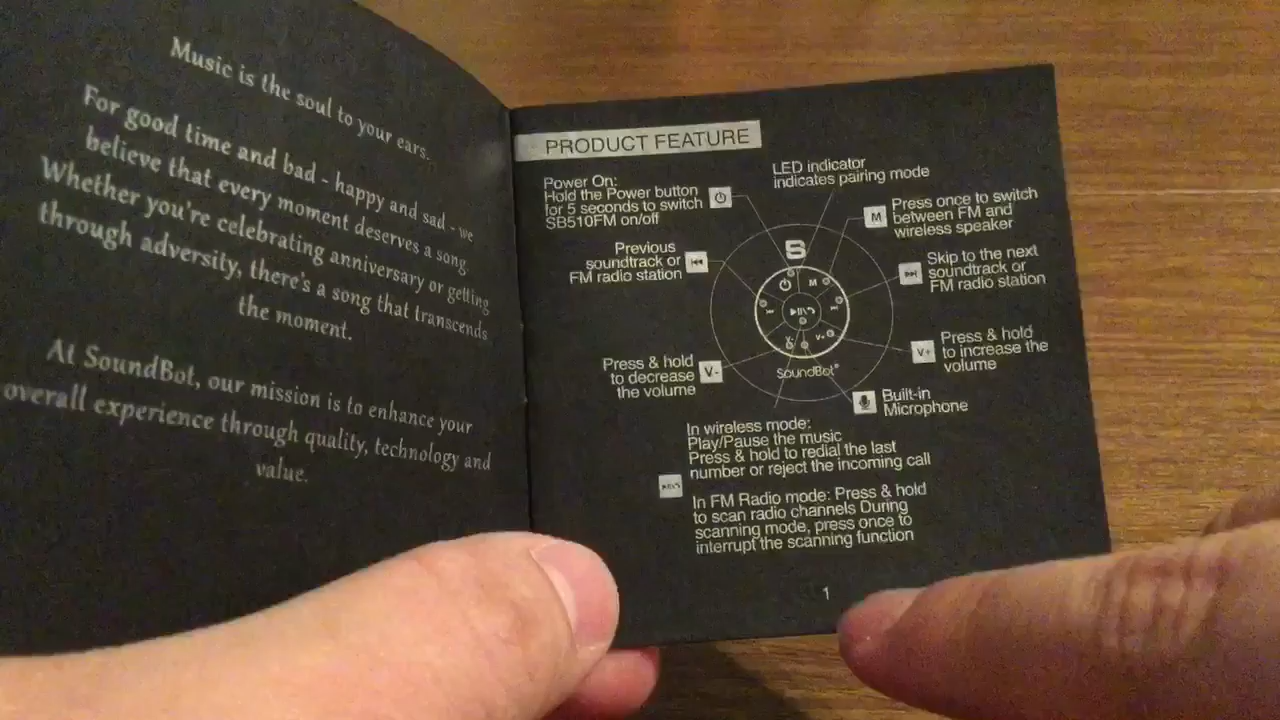 Music is the soul to your ears.
For good time and bad - happy and sad - we
believe that every moment deserves a song.
Whether you're celebrating anniversary or getting
through adversity, there's a song that transcends
the moment.
At SoundBot, our mission is to enhance your
overall experience through quality, technology and
value.
PRODUCT FEATURE
Power On:
Hold the Power button
for 5 seconds to switch
SB510FM on/off
LED indicator
indicates pairing mode
M
Press once to switch
between FM and
wireless speaker
Previous
soundtrack or
FM radio station
Skip to the next
soundtrack or
FM radio station
S
M
V-
V+
SoundBot®
Press & hold
to decrease
the volume
V-
V+
Press & hold
to increase the
volume
Built-in
Microphone
In wireless mode:
Play/Pause the music
Press & hold to redial the last
number or reject the incoming call
In FM Radio mode: Press & hold
to scan radio channels During
scanning mode, press once to
interrupt the scanning function
1